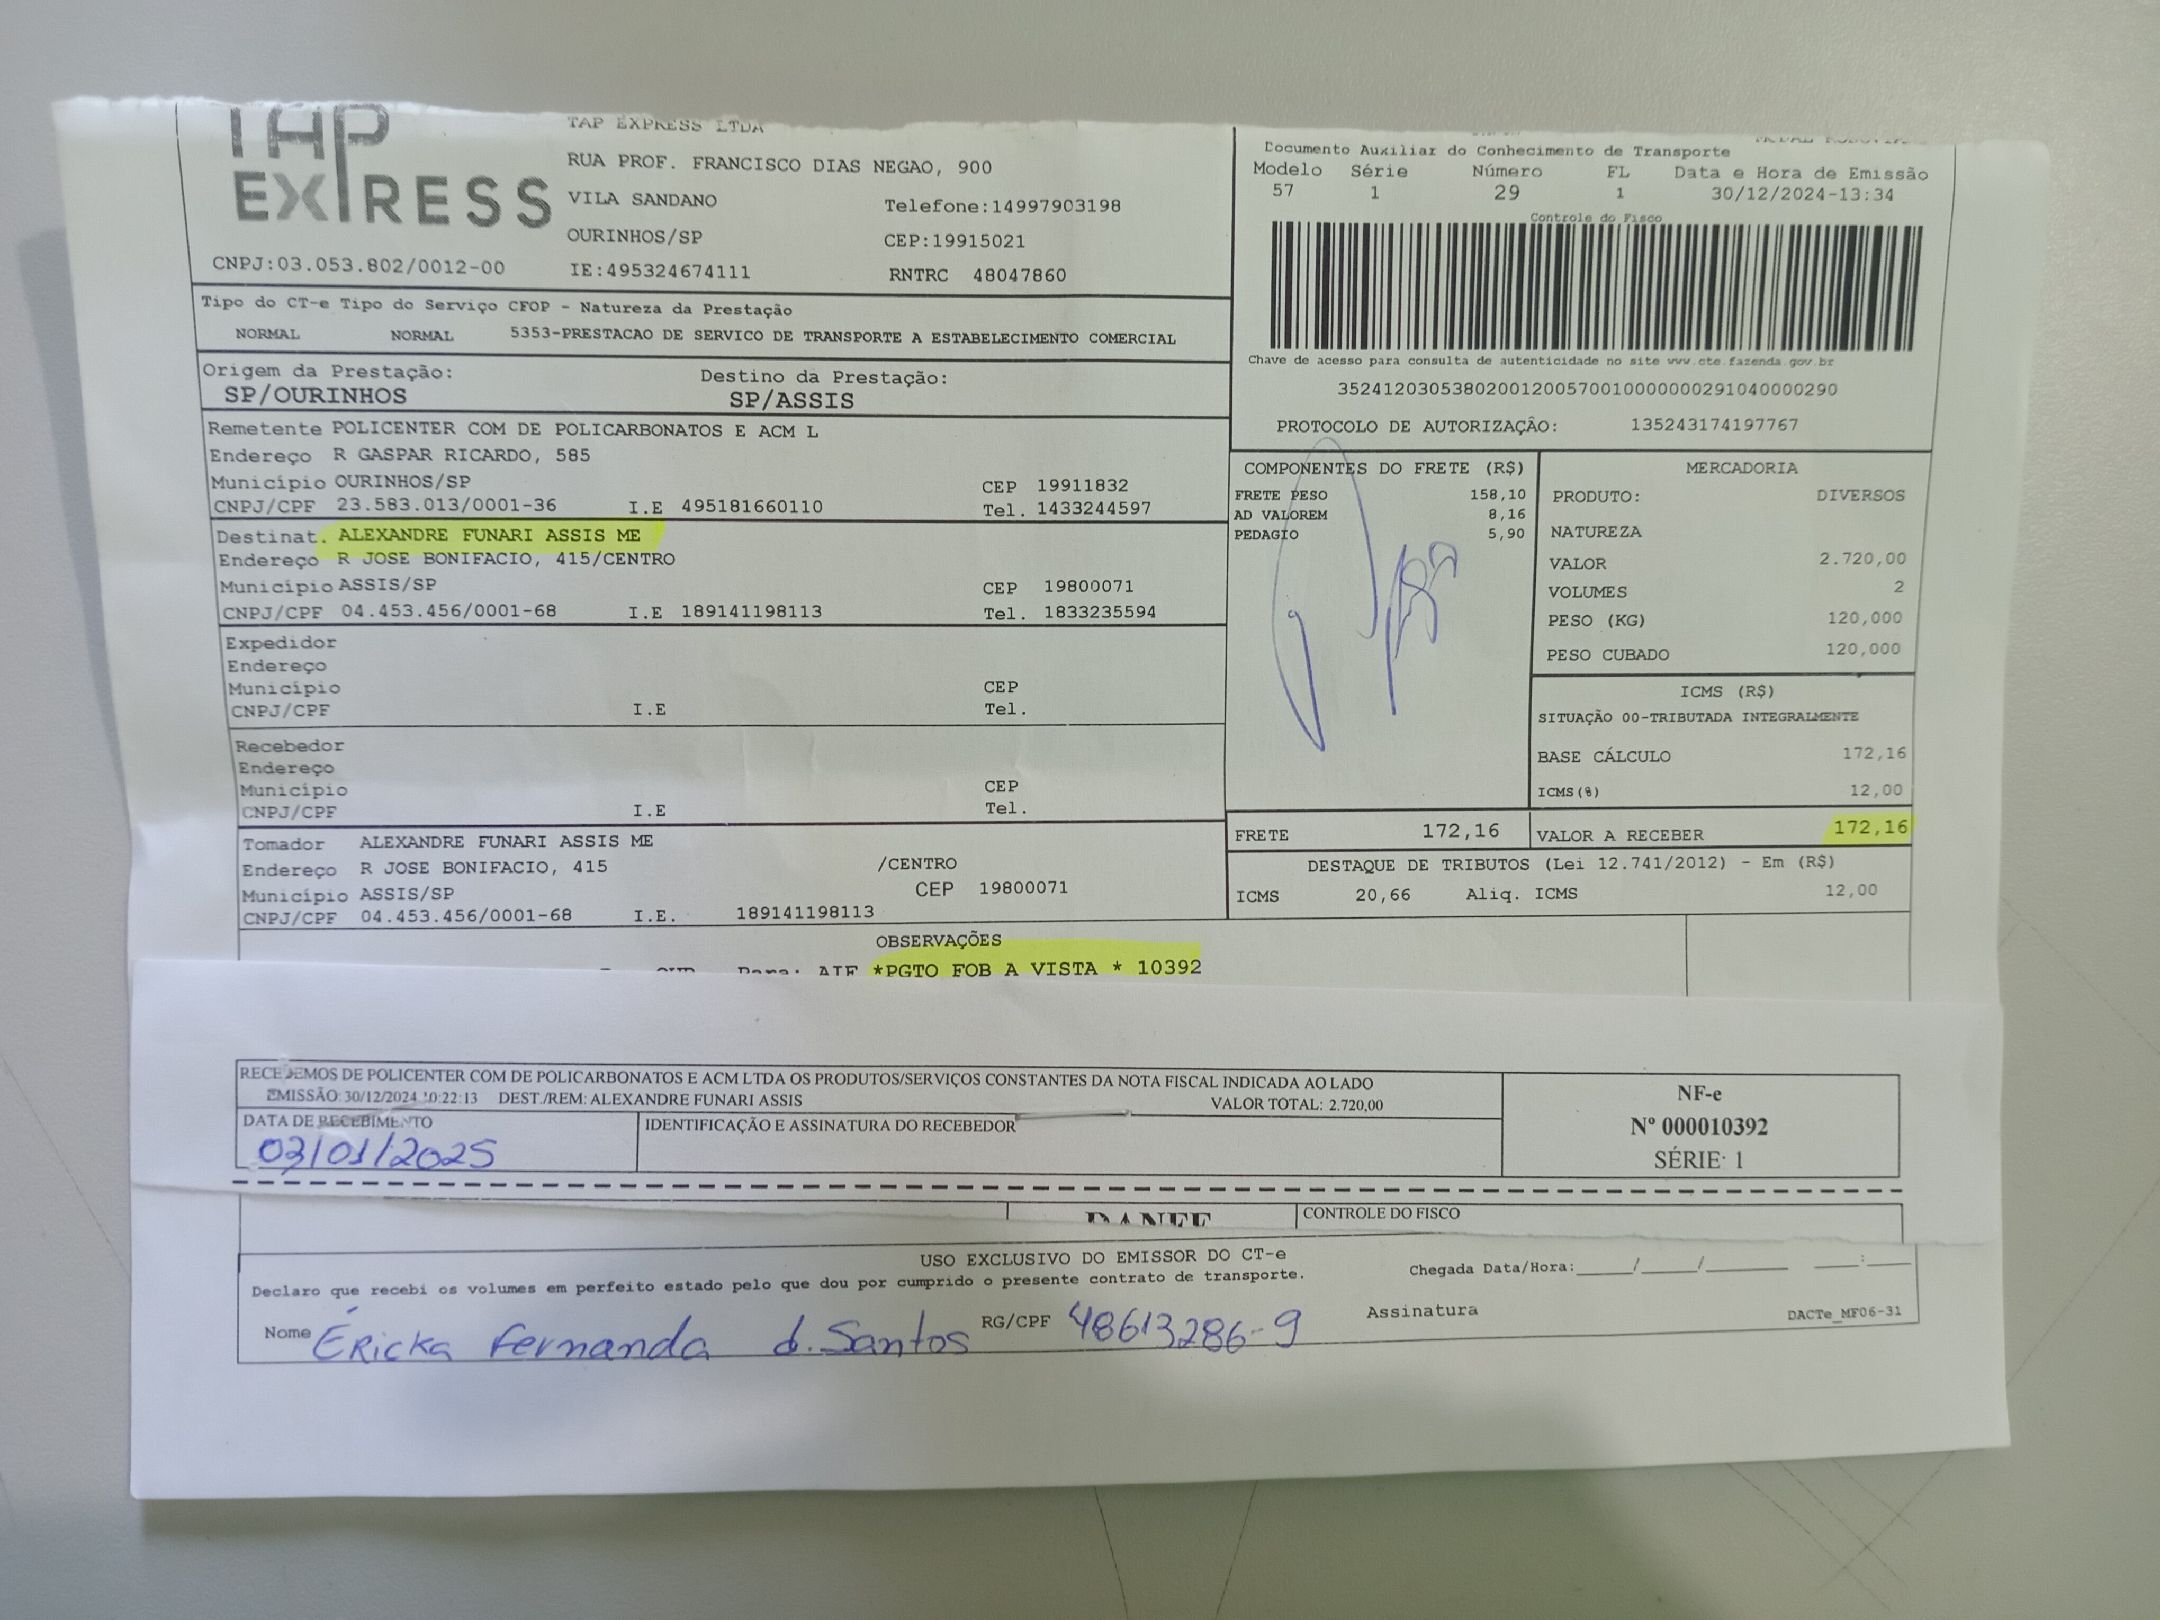 TAP
EXPRESS
TAP EXPRESS LTDA
RUA PROF. FRANCISCO DIAS NEGAO, 900
VILA SANDANO Telefone:14997903198
OURINHOS/SP CEP:19915021
CNPJ:03.053.802/0012-00 IE:495324674111 RNTRC 48047860
Documento Auxiliar do Conhecimento de Transporte
Modelo Série Número FL Data e Hora de Emissão
57 1 29 1 30/12/2024-13:34
Controle do Fisco
Chave de acesso para consulta de autenticidade no site www.cte.fazenda.gov.br
35241203053802001200570010000000291040000290
PROTOCOLO DE AUTORIZAÇÃO: 135243174197767
Tipo do CT-e Tipo do Serviço CFOP - Natureza da Prestação
NORMAL NORMAL 5353-PRESTACAO DE SERVICO DE TRANSPORTE A ESTABELECIMENTO COMERCIAL
Origem da Prestação: Destino da Prestação:
SP/OURINHOS SP/ASSIS
Remetente POLICENTER COM DE POLICARBONATOS E ACM L
Endereço R GASPAR RICARDO, 585
Município OURINHOS/SP CEP 19911832
CNPJ/CPF 23.583.013/0001-36 I.E 495181660110 Tel. 1433244597
Destinat. ALEXANDRE FUNARI ASSIS ME
Endereço R JOSE BONIFACIO, 415/CENTRO
Município ASSIS/SP CEP 19800071
CNPJ/CPF 04.453.456/0001-68 I.E 189141198113 Tel. 1833235594
Expedidor
Endereço
Município CEP
CNPJ/CPF I.E Tel.
Recebedor
Endereço
Município CEP
CNPJ/CPF I.E Tel.
Tomador ALEXANDRE FUNARI ASSIS ME
Endereço R JOSE BONIFACIO, 415 /CENTRO
Município ASSIS/SP CEP 19800071
CNPJ/CPF 04.453.456/0001-68 I.E. 189141198113
COMPONENTES DO FRETE (R$)
FRETE PESO 158,10
AD VALOREM 8,16
PEDAGIO 5,90
MERCADORIA
PRODUTO: DIVERSOS
NATUREZA
VALOR 2.720,00
VOLUMES 2
PESO (KG) 120,000
PESO CUBADO 120,000
ICMS (R$)
SITUAÇÃO 00-TRIBUTADA INTEGRALMENTE
BASE CÁLCULO 172,16
ICMS(%) 12,00
FRETE 172,16 VALOR A RECEBER 172,16
DESTAQUE DE TRIBUTOS (Lei 12.741/2012) - Em (R$)
ICMS 20,66 Aliq. ICMS 12,00
OBSERVAÇÕES
Para: ATF *PGTO FOB A VISTA * 10392
RECEBEMOS DE POLICENTER COM DE POLICARBONATOS E ACM LTDA OS PRODUTOS/SERVIÇOS CONSTANTES DA NOTA FISCAL INDICADA AO LADO
EMISSÃO: 30/12/2024 10:22:13 DEST./REM: ALEXANDRE FUNARI ASSIS VALOR TOTAL: 2.720,00
DATA DE RECEBIMENTO IDENTIFICAÇÃO E ASSINATURA DO RECEBEDOR
03/01/2025
NF-e
Nº 000010392
SÉRIE: 1
DANFE CONTROLE DO FISCO
USO EXCLUSIVO DO EMISSOR DO CT-e
Declaro que recebi os volumes em perfeito estado pelo que dou por cumprido o presente contrato de transporte. Chegada Data/Hora:____/____/______ ___:___
Nome Éricka Fernanda d. Santos RG/CPF 48613286-9 Assinatura DACTe_MF06-31